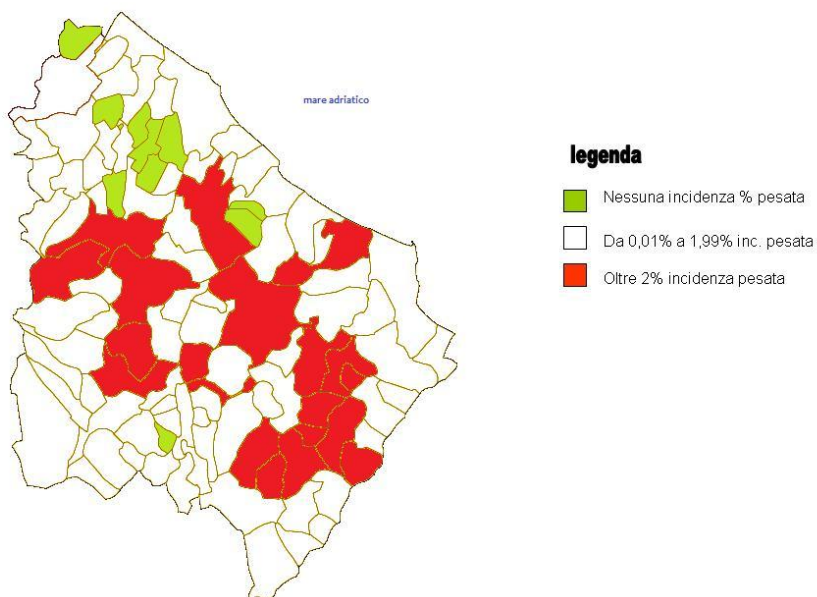 mare adriatico
legenda
Nessuna incidenza % pesata
Da 0,01% a 1,99% inc. pesata
Oltre 2% incidenza pesata